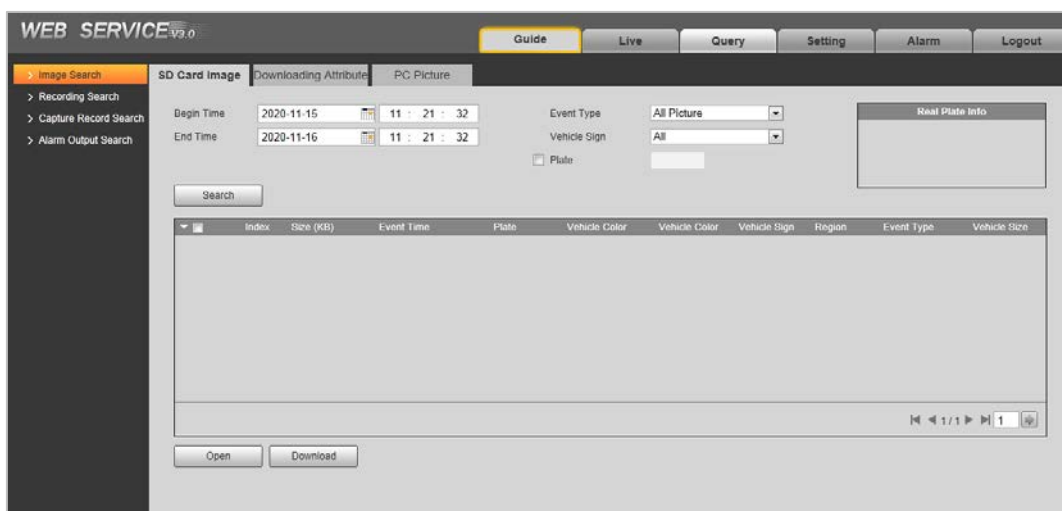 WEB SERVICE V3.0
Guide Live Query Setting Alarm Logout
> Image Search
> Recording Search
> Capture Record Search
> Alarm Output Search
SD Card Image Downloading Attribute PC Picture
Begin Time 2020-11-15 11 : 21 : 32 Event Type All Picture
End Time 2020-11-16 11 : 21 : 32 Vehicle Sign All
Plate
Real Plate Info
Search
Index Size (KB) Event Time Plate Vehicle Color Vehicle Color Vehicle Sign Region Event Type Vehicle Size
1 / 1 1
Open Download